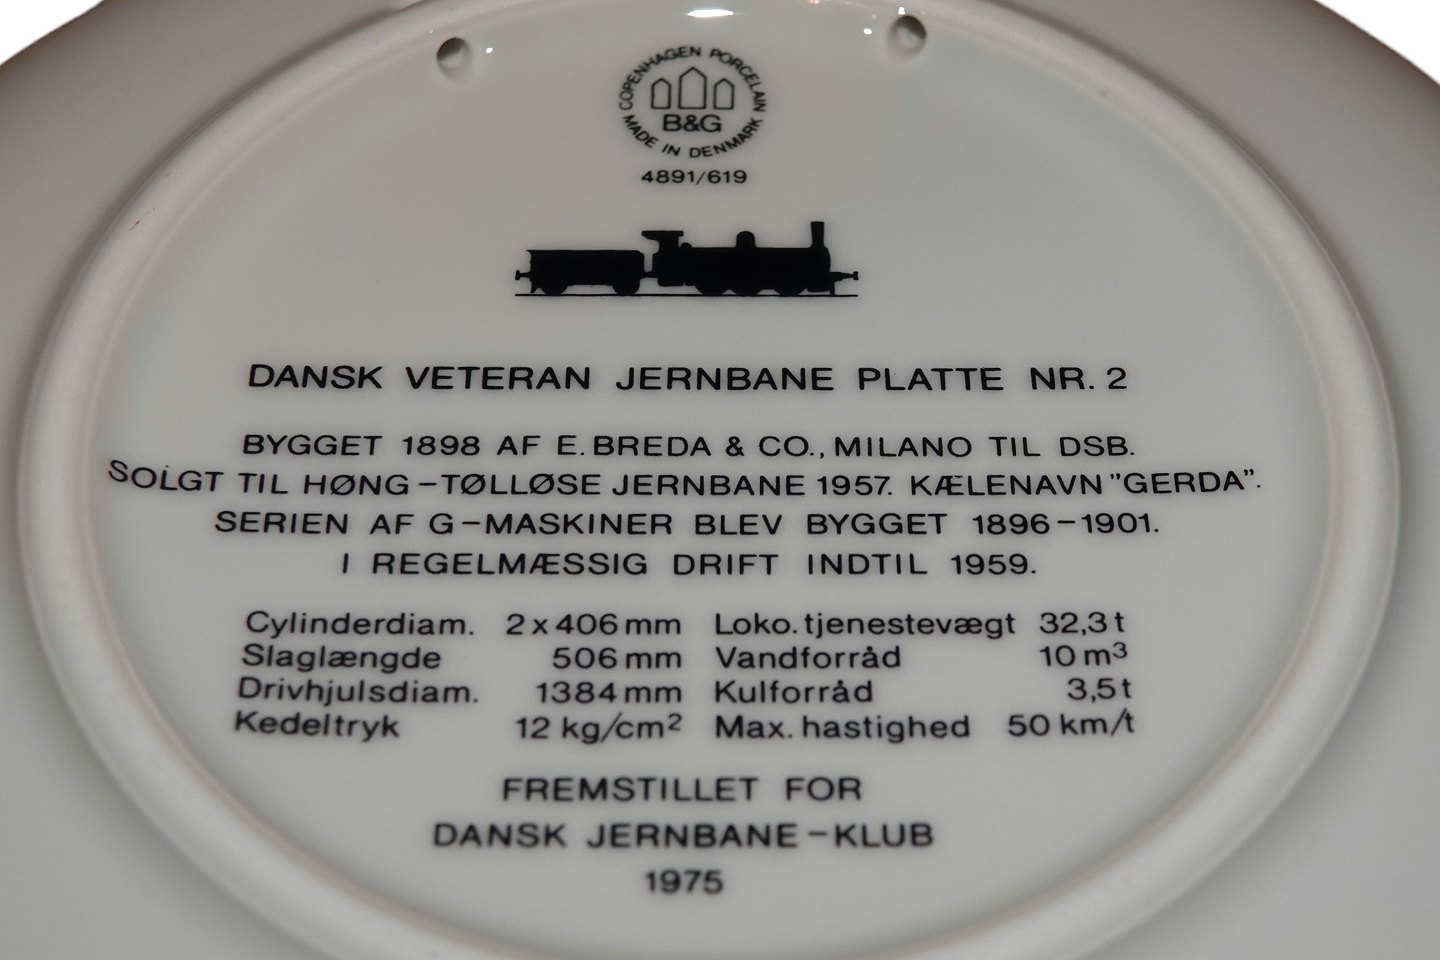 COPENHAGEN PORCELAIN
B&G
MADE IN DENMARK
4891/619
DANSK VETERAN JERNBANE PLATTE NR. 2
BYGGET 1898 AF E. BREDA & CO., MILANO TIL DSB.
SOLGT TIL HØNG-TØLLØSE JERNBANE 1957. KÆLENAVN "GERDA".
SERIEN AF G-MASKINER BLEV BYGGET 1896-1901.
I REGELMÆSSIG DRIFT INDTIL 1959.
Cylinderdiam. 2 x 406 mm Loko. tjenestevægt 32,3 t
Slaglængde 506 mm Vandforråd 10 m³
Drivhjulsdiam. 1384 mm Kulforråd 3,5 t
Kedeltryk 12 kg/cm² Max. hastighed 50 km/t
FREMSTILLET FOR
DANSK JERNBANE-KLUB
1975